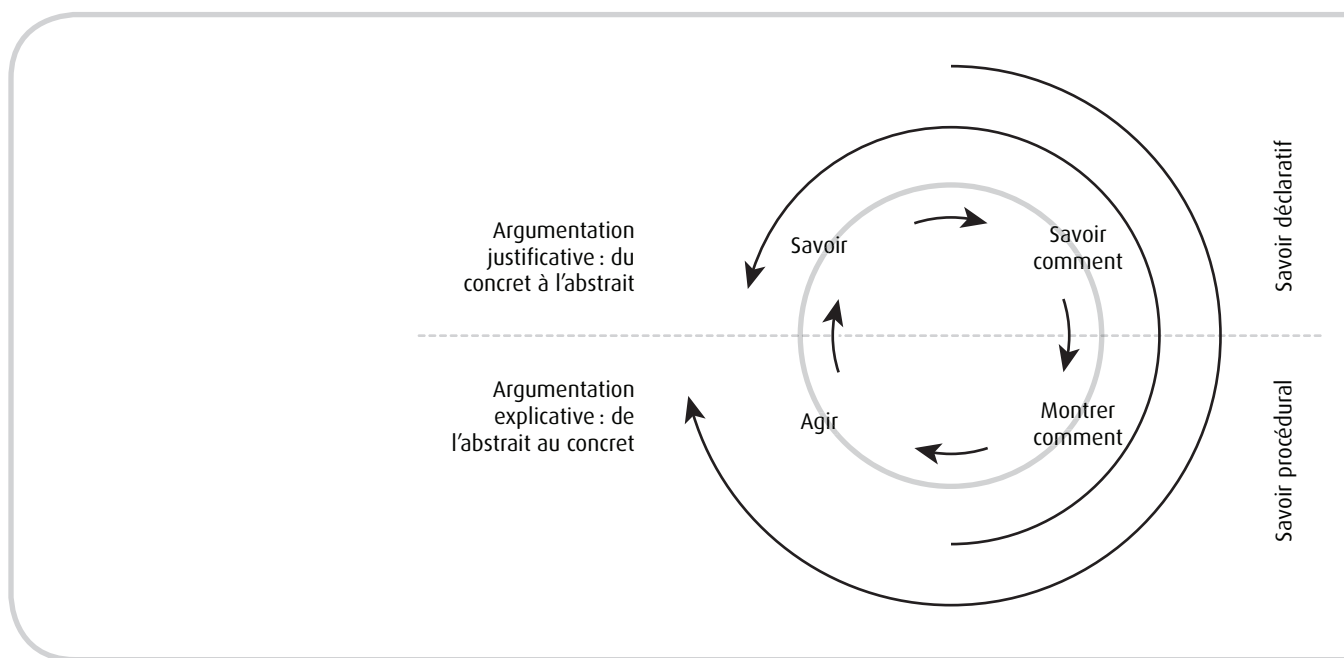 Argumentation
justificative : du
concret à l’abstrait
Savoir
Savoir
comment
Savoir déclaratif
Argumentation
explicative : de
l’abstrait au concret
Agir
Montrer
comment
Savoir procédural